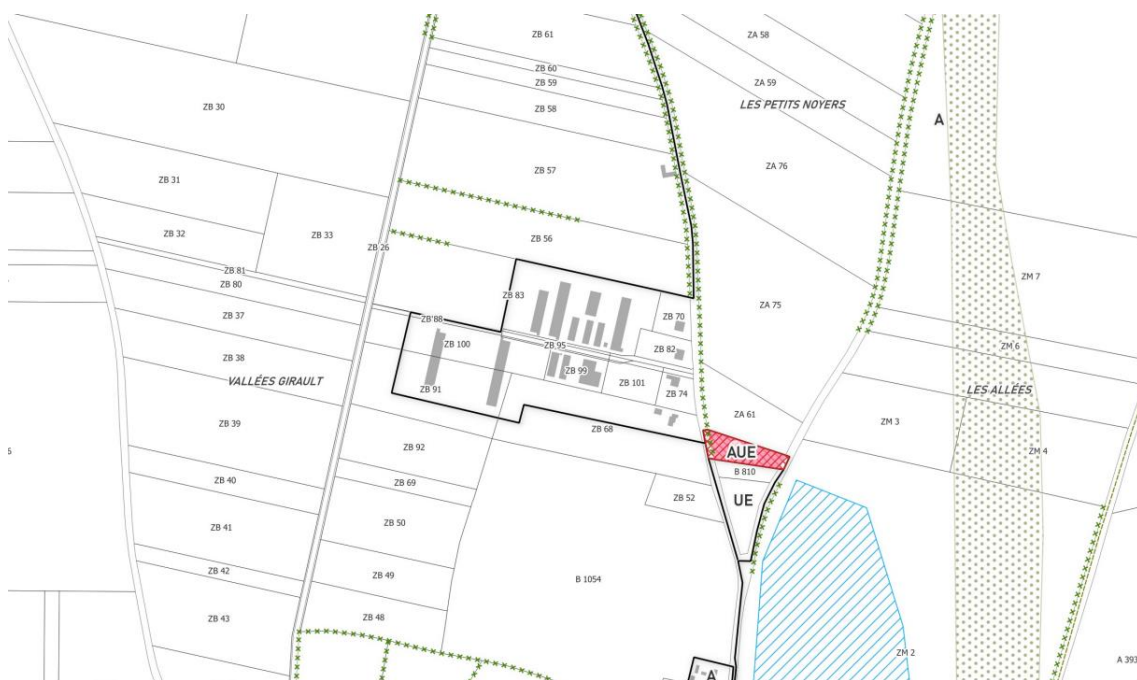 ZB 61
ZA 58
ZB 60
ZB 59
ZA 59
ZB 30
ZB 58
LES PETITS NOYERS
A
ZB 57
ZA 76
ZB 31
ZB 32
ZB 33
ZB 56
ZB 26
ZB 81
ZB 80
ZM 7
ZB 83
ZA 75
ZB 37
ZB 88
ZB 70
ZB 100
ZB 95
ZB 82
ZM 6
ZB 38
ZB 99
VALLÉES GIRAULT
ZB 91
ZB 101
ZB 74
LES ALLÉES
ZA 61
ZM 3
ZB 39
ZB 68
ZB 92
AUE
ZM 4
B 810
ZB 40
ZB 69
ZB 52
UE
ZB 41
ZB 50
ZB 42
ZB 49
B 1054
ZB 43
ZB 48
ZM 2
A 393
A